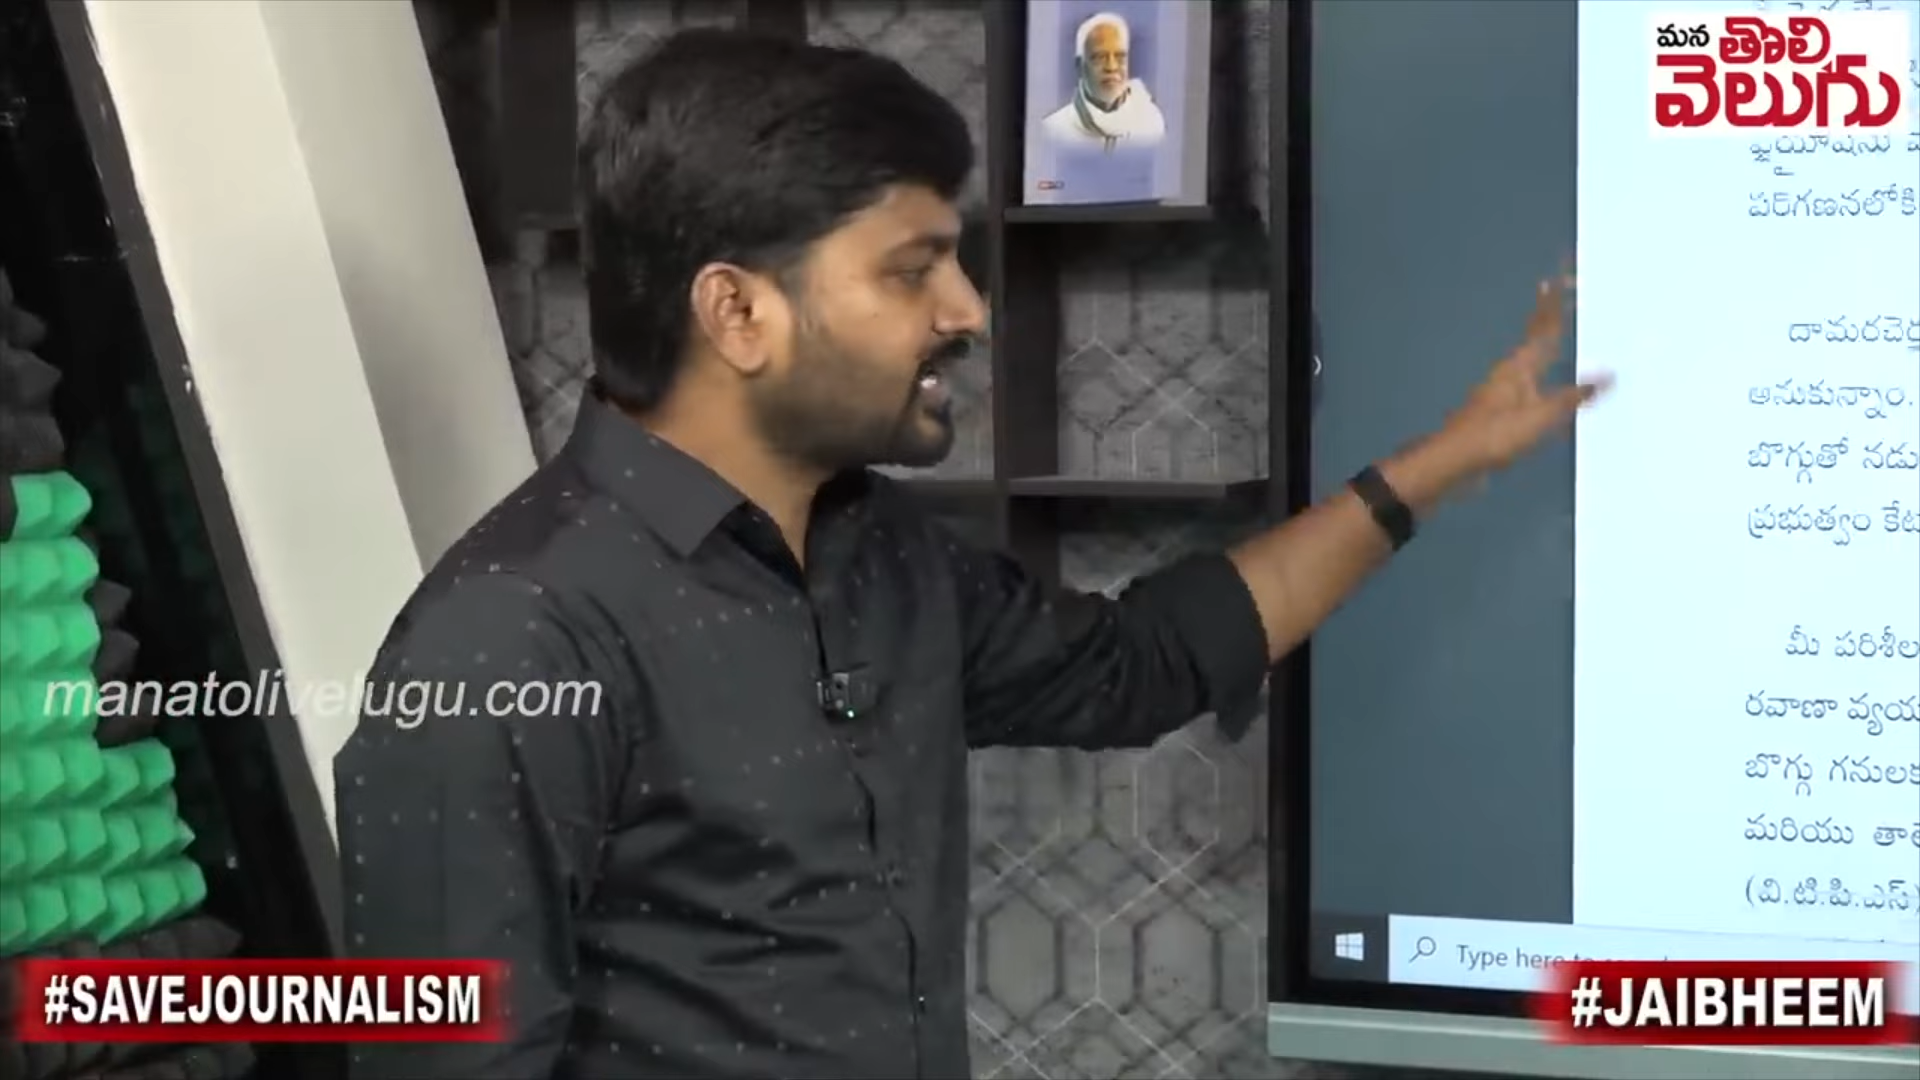 మన తొలి
వెలుగు
పర్‌గణనలోకి
అనుకున్నాం.
బొగ్గుతో నడు
ప్రభుత్వం కేట
మీ పరిశీల
రవాణా వ్యయ
బొగ్గు గనులక
మరియు
(వి.టి.పి.ఎస్)
manatolivelugu.com
Type here to
#SAVEJOURNALISM
#JAIBHEEM